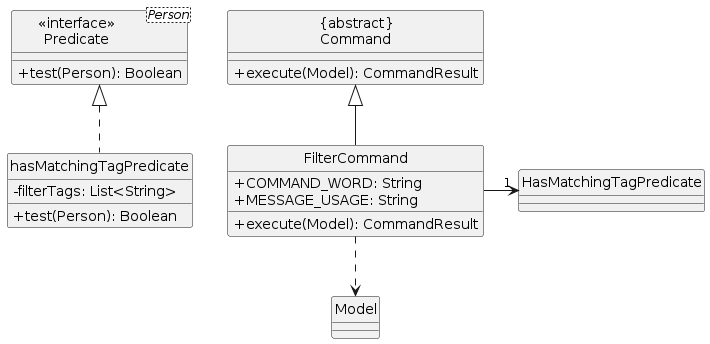 «interface»
Predicate
Person
+test(Person): Boolean
{abstract}
Command
+execute(Model): CommandResult
hasMatchingTagPredicate
-filterTags: List<String>
+test(Person): Boolean
FilterCommand
+COMMAND_WORD: String
+MESSAGE_USAGE: String
+execute(Model): CommandResult
1
HasMatchingTagPredicate
Model